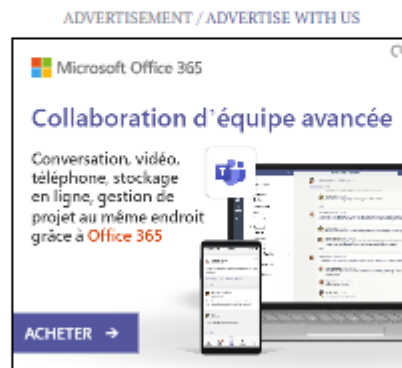 ADVERTISEMENT / ADVERTISE WITH US
Microsoft Office 365
Collaboration d'équipe avancée
Conversation, vidéo,
téléphone, stockage
en ligne, gestion de
projet au même endroit
grâce à Office 365
ACHETER →